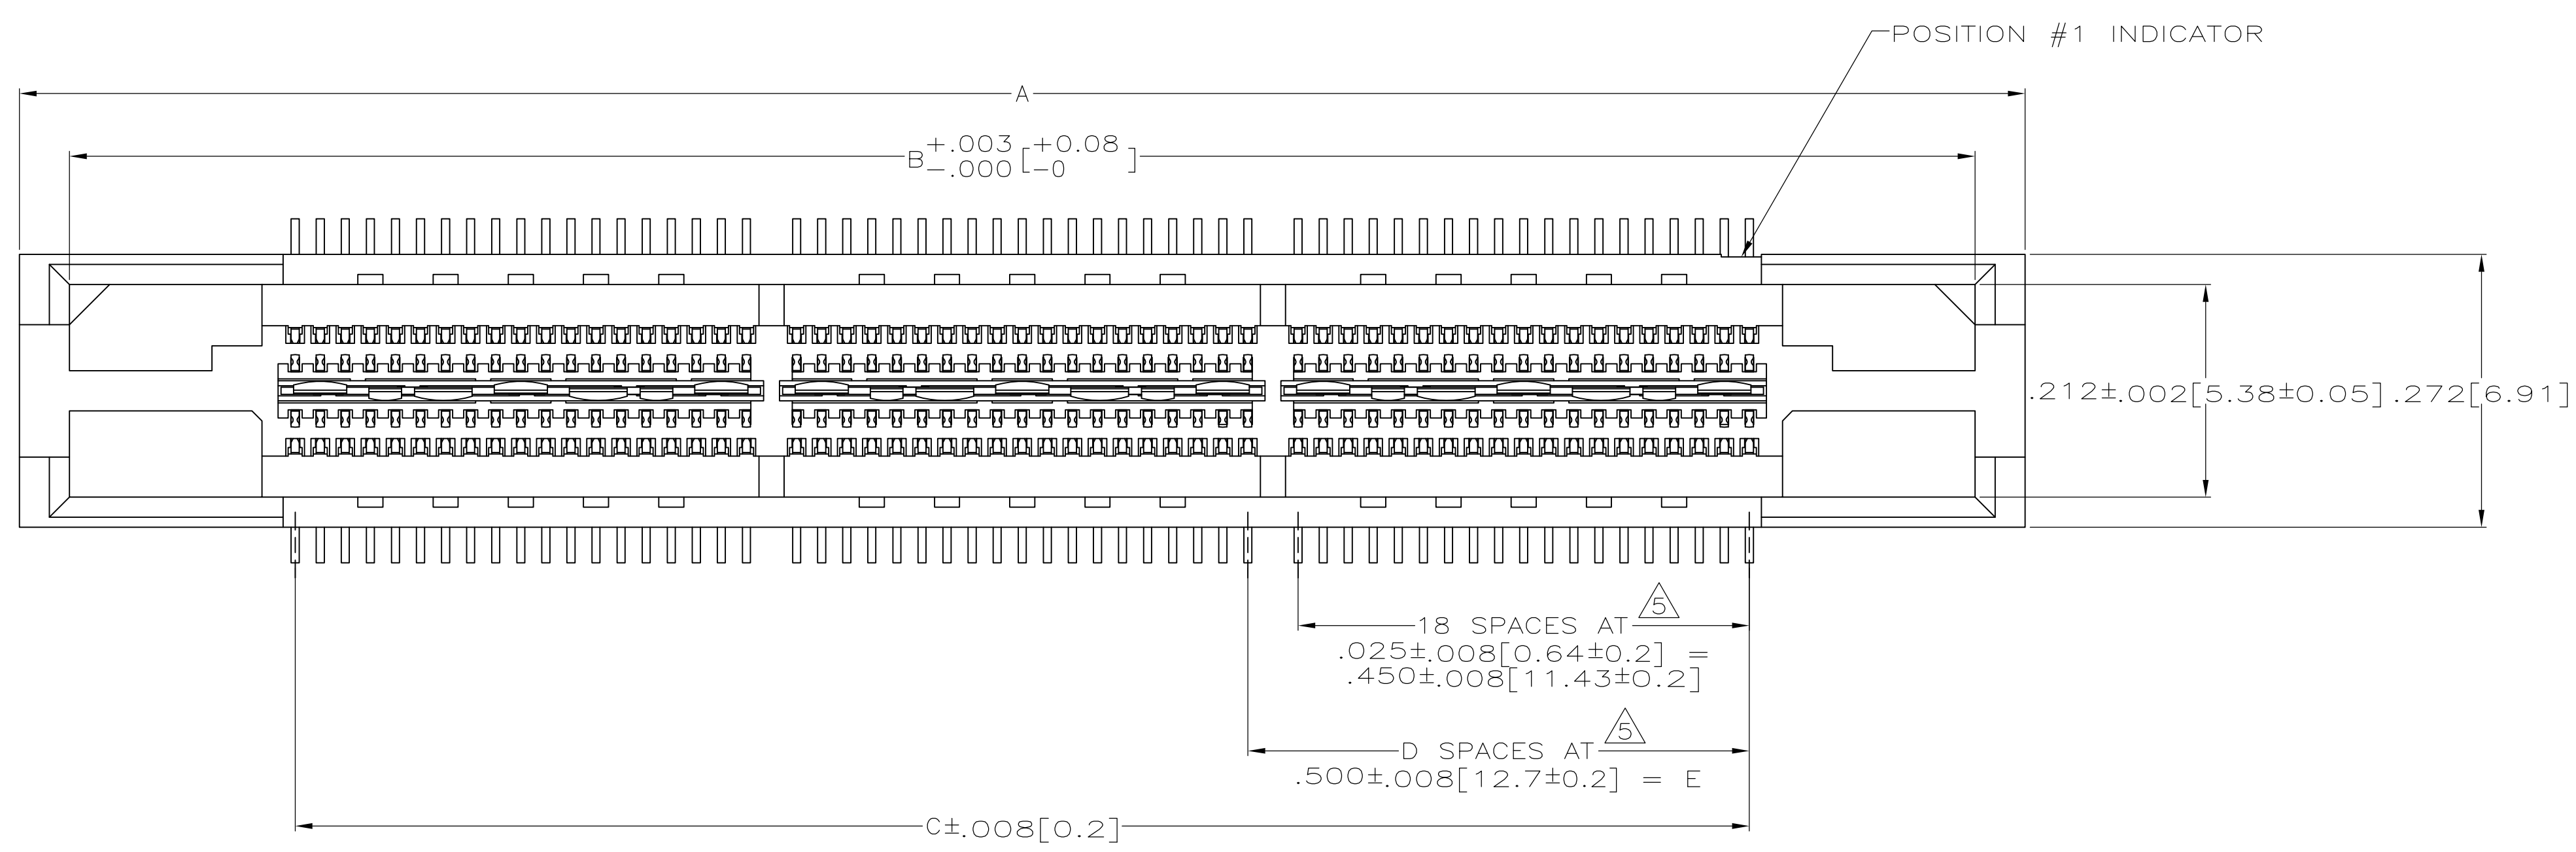 POSITION #1 INDICATOR
A
B +.003 [+0.08
-.000 [-0 ]
.212±.002[5.38±0.05]
.272[6.91]
5
18 SPACES AT
.025±.008[0.64±0.2] =
.450±.008[11.43±0.2]
5
D SPACES AT
.500±.008[12.7±0.2] = E
C±.008[0.2]